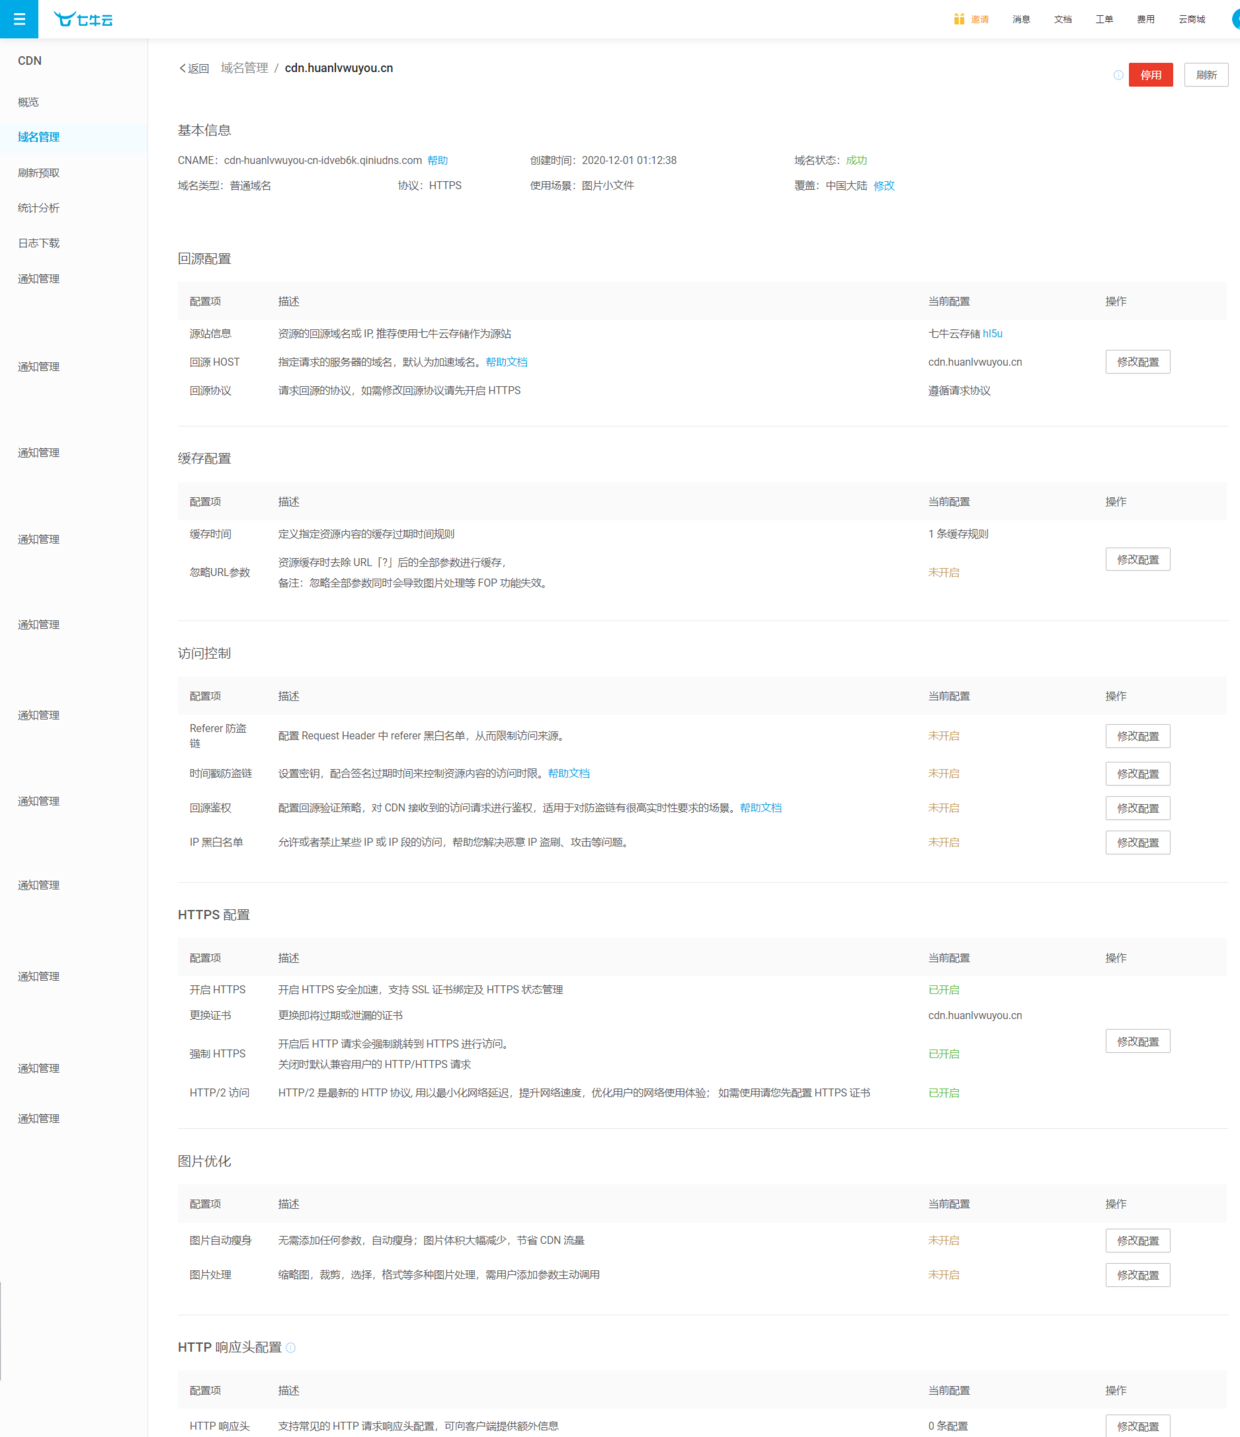 七牛云
邀请 消息 文档 工单 费用 云商城
CDN
概览
域名管理
刷新预取
统计分析
日志下载
通知管理
通知管理
通知管理
通知管理
通知管理
通知管理
通知管理
通知管理
通知管理
通知管理
通知管理
返回 域名管理 / cdn.huanlvwuyou.cn
停用 刷新
基本信息
CNAME：cdn-huanlvwuyou-cn-idveb6k.qiniudns.com 帮助 创建时间：2020-12-01 01:12:38 域名状态：成功
域名类型：普通域名 协议：HTTPS 使用场景：图片小文件 覆盖：中国大陆 修改
回源配置
配置项 描述 当前配置 操作
源站信息 资源的回源域名或 IP, 推荐使用七牛云存储作为源站 七牛云存储 hl5u
回源 HOST 指定请求的服务器的域名，默认为加速域名。帮助文档 cdn.huanlvwuyou.cn 修改配置
回源协议 请求回源的协议，如需修改回源协议请先开启 HTTPS 遵循请求协议
缓存配置
配置项 描述 当前配置 操作
缓存时间 定义指定资源内容的缓存过期时间规则 1 条缓存规则
忽略URL参数 资源缓存时去除 URL「?」后的全部参数进行缓存， 未开启 修改配置
备注：忽略全部参数同时会导致图片处理等 FOP 功能失效。
访问控制
配置项 描述 当前配置 操作
Referer 防盗
链 配置 Request Header 中 referer 黑白名单，从而限制访问来源。 未开启 修改配置
时间戳防盗链 设置密钥，配合签名过期时间来控制资源内容的访问时限。帮助文档 未开启 修改配置
回源鉴权 配置回源验证策略，对 CDN 接收到的访问请求进行鉴权，适用于对防盗链有很高实时性要求的场景。帮助文档 未开启 修改配置
IP 黑白名单 允许或者禁止某些 IP 或 IP 段的访问，帮助您解决恶意 IP 盗刷、攻击等问题。 未开启 修改配置
HTTPS 配置
配置项 描述 当前配置 操作
开启 HTTPS 开启 HTTPS 安全加速，支持 SSL 证书绑定及 HTTPS 状态管理 已开启
更换证书 更换即将过期或泄漏的证书 cdn.huanlvwuyou.cn
强制 HTTPS 开启后 HTTP 请求会强制跳转到 HTTPS 进行访问。 已开启 修改配置
关闭时默认兼容用户的 HTTP/HTTPS 请求
HTTP/2 访问 HTTP/2 是最新的 HTTP 协议, 用以最小化网络延迟，提升网络速度，优化用户的网络使用体验； 如需使用请您先配置 HTTPS 证书 已开启
图片优化
配置项 描述 当前配置 操作
图片自动瘦身 无需添加任何参数，自动瘦身；图片体积大幅减少，节省 CDN 流量 未开启 修改配置
图片处理 缩略图，裁剪，选择，格式等多种图片处理，需用户添加参数主动调用 未开启 修改配置
HTTP 响应头配置
配置项 描述 当前配置 操作
HTTP 响应头 支持常见的 HTTP 请求响应头配置，可向客户端提供额外信息 0 条配置 修改配置